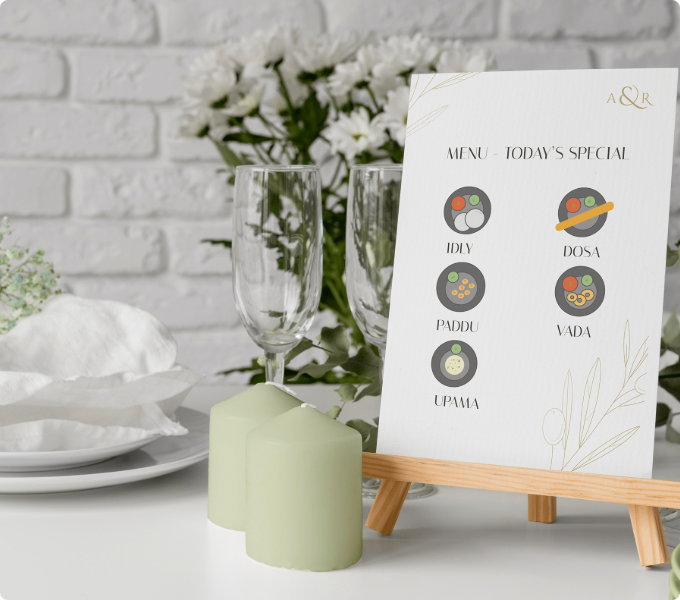 A & R
MENU - TODAY'S SPECIAL
IDLY
DOSA
PADDU
VADA
UPAMA